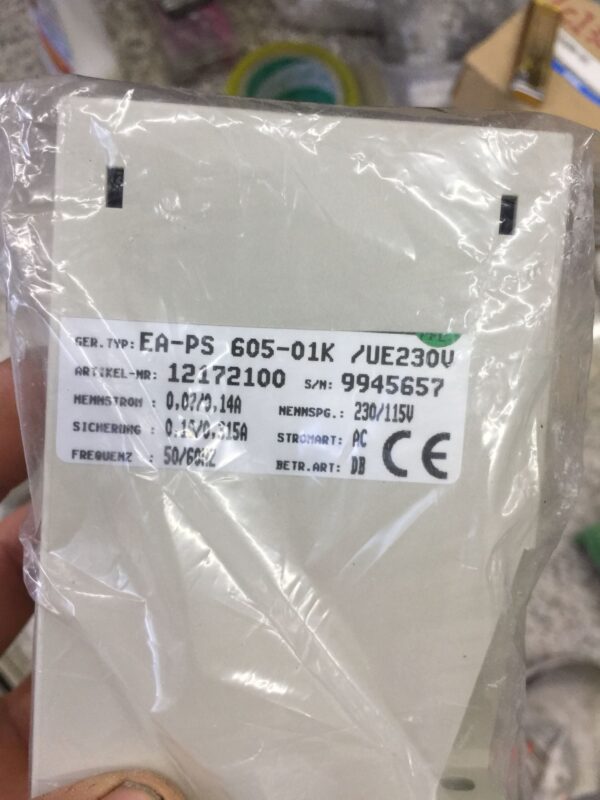 GER.TYP: EA-PS 605-01K /UE230V
ARTIKEL-NR: 12172100 S/N: 9945657
NENNSTROM : 0,07/0,14A NENNSPG.: 230/115V
SICHERUNG : 0.16/0,315A STROMART: AC
FREQUENZ : 50/60HZ BETR.ART: DB
CE